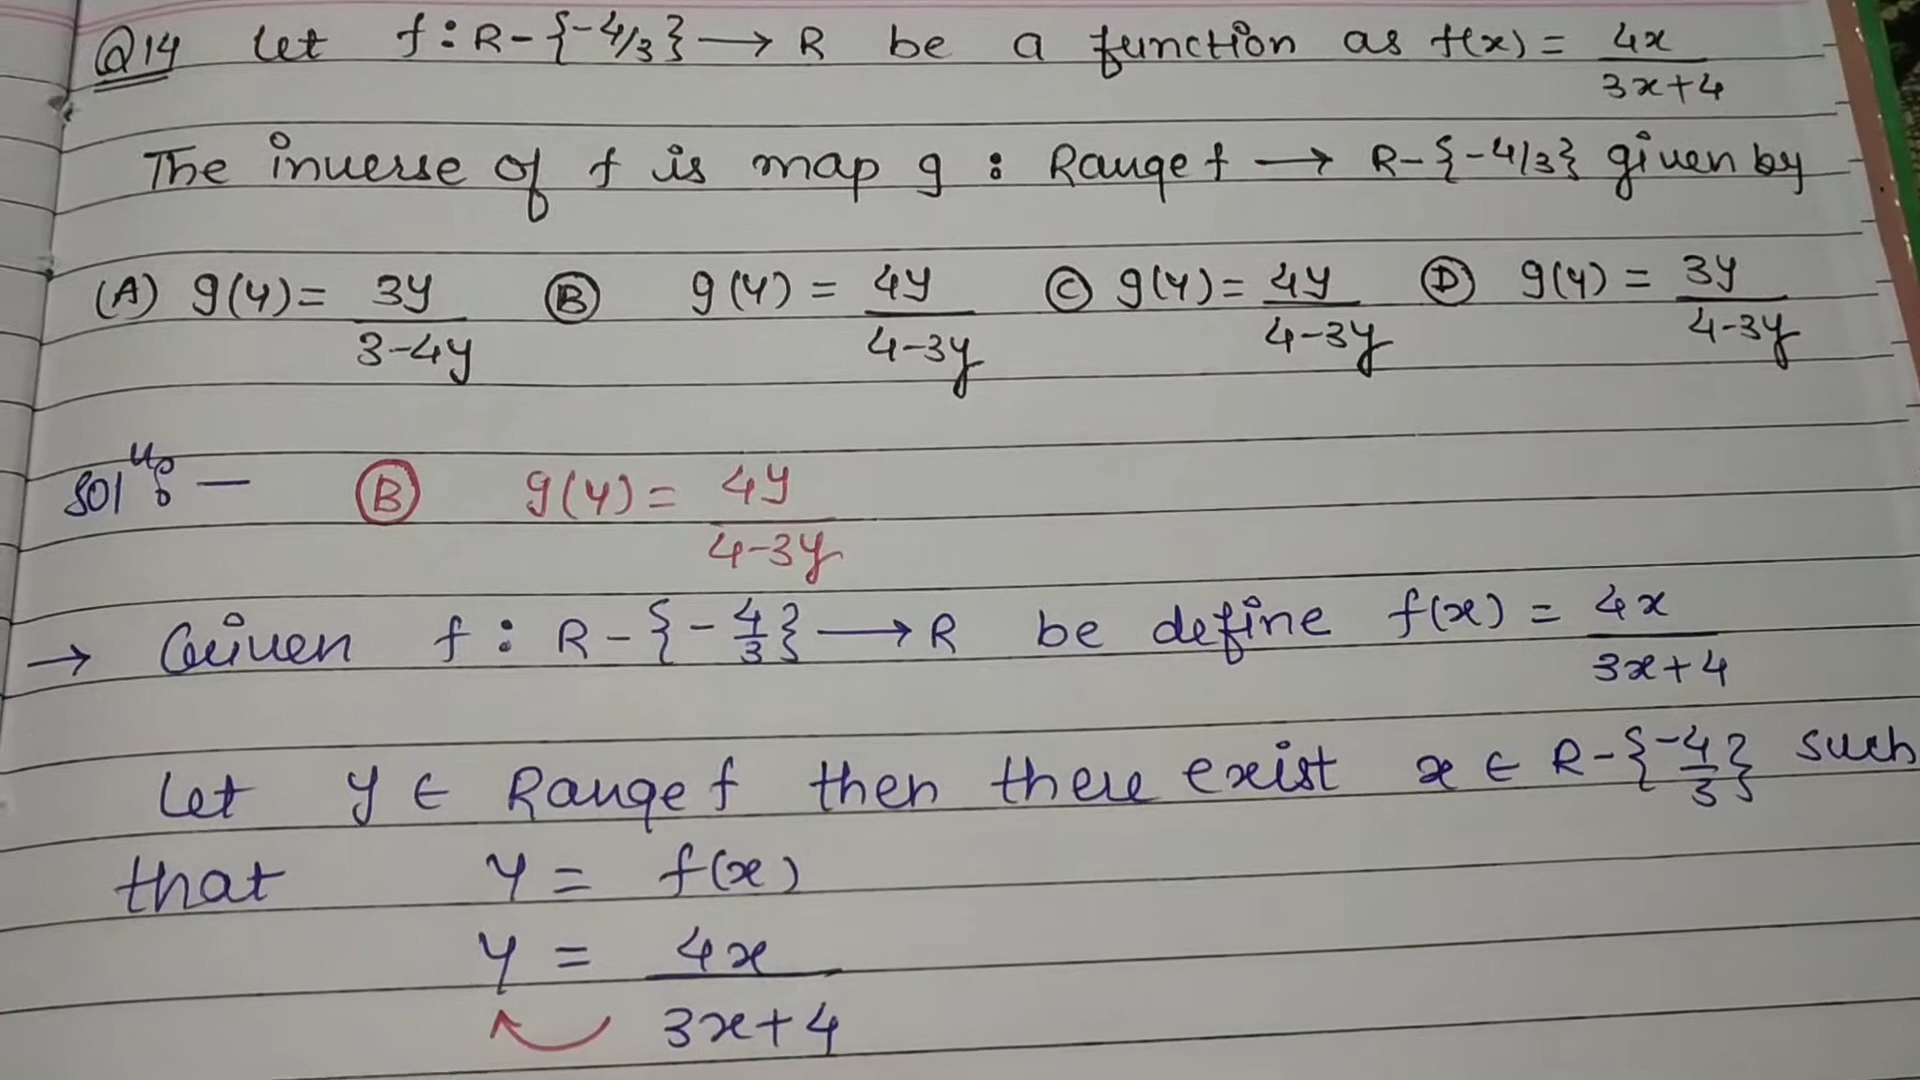 Q14 Let f : R-{-4/3} → R be a function as f(x) = 4x/3x+4
The inverse of f is map g : Range f → R-{-4/3} given by
(A) g(y) = 3y/3-4y (B) g(y) = 4y/4-3y (C) g(y) = 4y/4-3y (D) g(y) = 3y/4-3y
Solⁿ: — (B) g(y) = 4y/4-3y
→ Given f : R-{-4/3} → R be define f(x) = 4x/3x+4
Let y ∈ Range f then there exist x ∈ R-{-4/3} such
that y = f(x)
y = 4x/3x+4